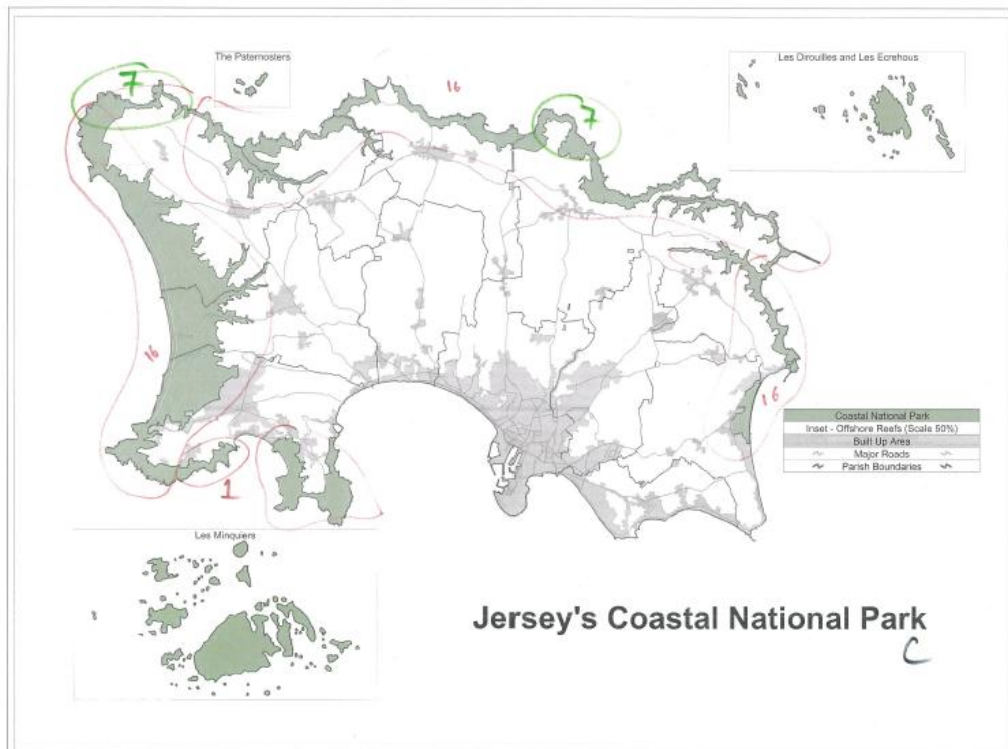 The Paternosters
Les Dirouilles and Les Ecrehous
7
16
7
16
16
1
Coastal National Park
Inset - Offshore Reefs (Scale 50%)
Built Up Area
Major Roads
Parish Boundaries
Les Minquiers
Jersey's Coastal National Park
C